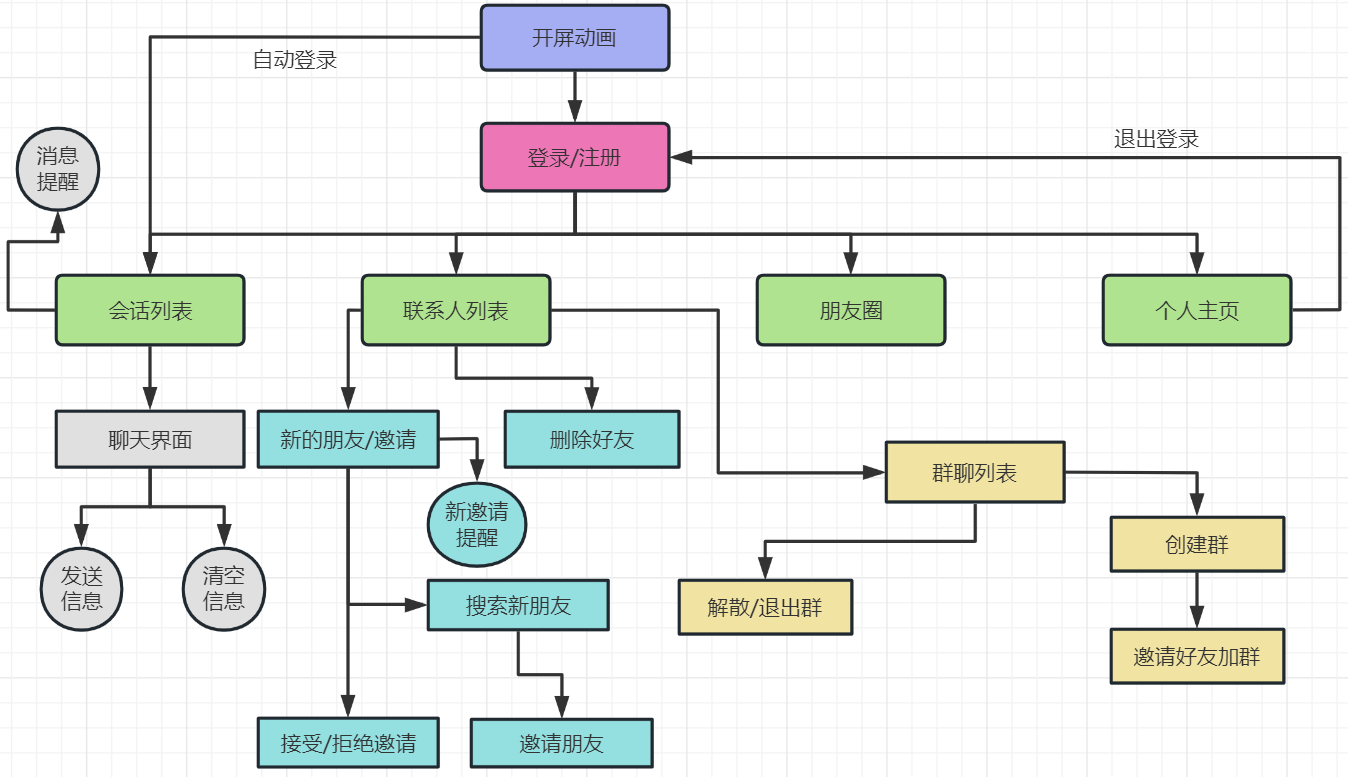 开屏动画
自动登录
登录/注册
退出登录
消息
提醒
会话列表
联系人列表
朋友圈
个人主页
聊天界面
新的朋友/邀请
删除好友
群聊列表
新邀请
提醒
创建群
发送
信息
清空
信息
搜索新朋友
解散/退出群
邀请好友加群
接受/拒绝邀请
邀请朋友